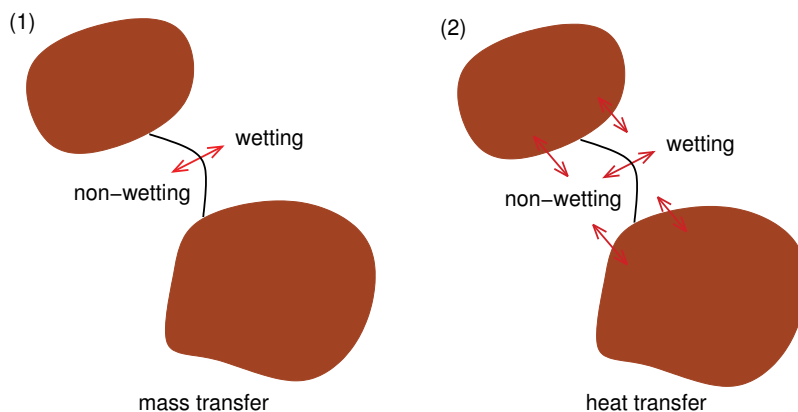 (1)
wetting
non−wetting
mass transfer
(2)
wetting
non−wetting
heat transfer